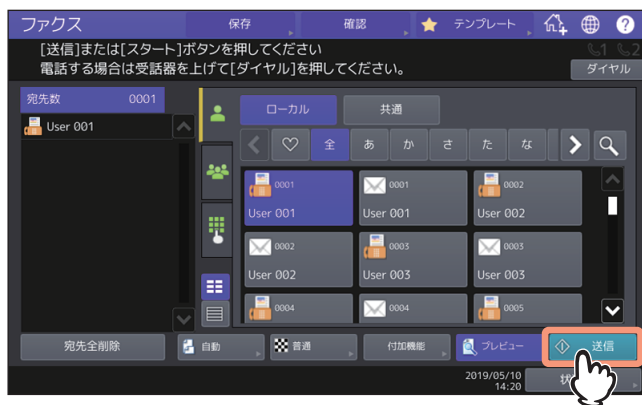 ファクス 保存 確認 テンプレート
[送信]または[スタート]ボタンを押してください
電話する場合は受話器を上げて[ダイヤル]を押してください。
1 2
ダイヤル
宛先数 0001
User 001
ローカル 共通
全 あ か さ た な
0001 User 001
0001 User 001
0002 User 002
0002 User 002
0003 User 003
0003 User 003
0004
0004
0005
宛先全削除 自動 普通 付加機能 プレビュー 送信
2019/05/10
14:20
状